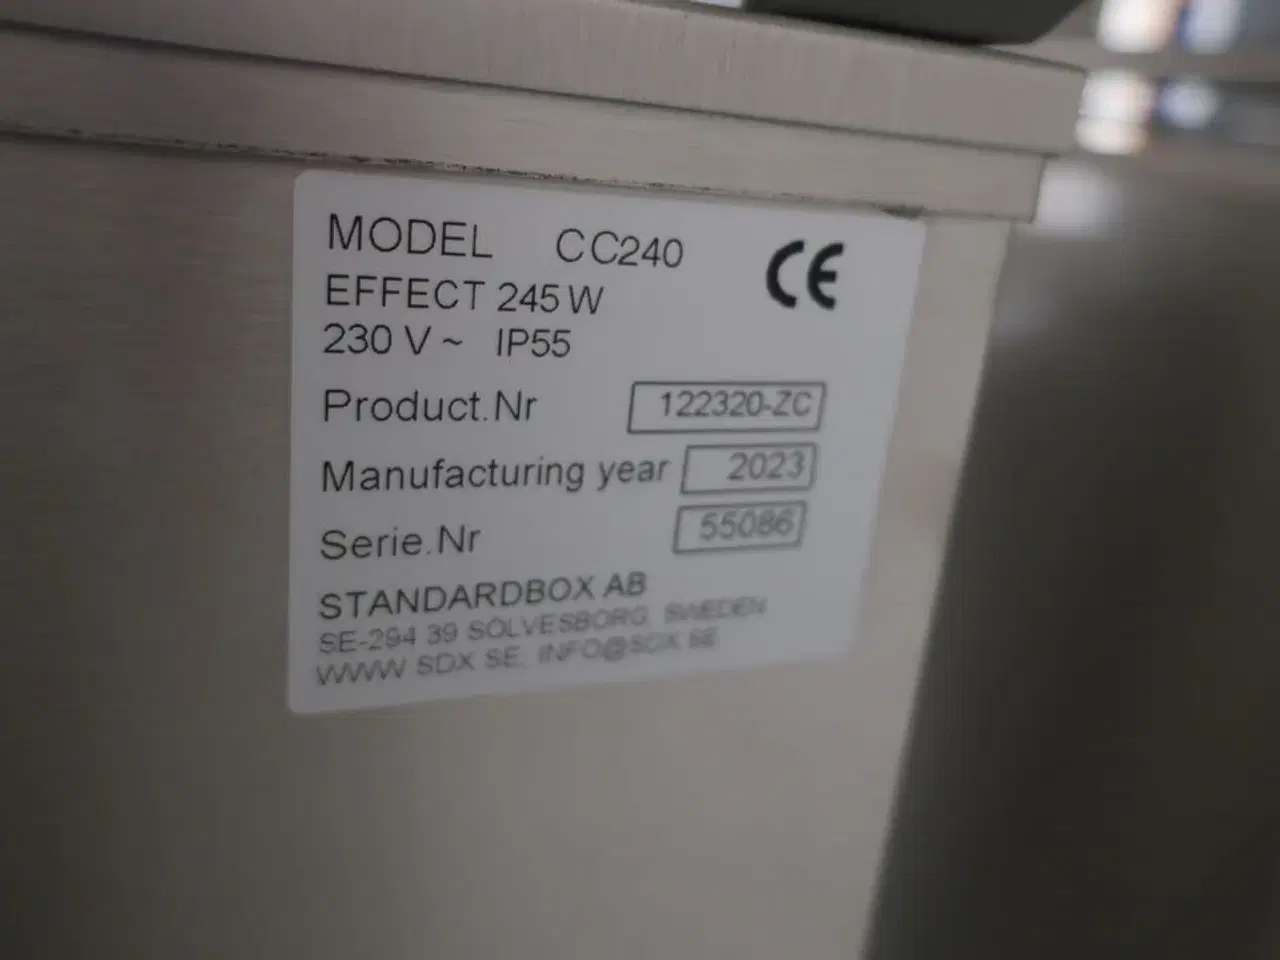 MODEL CC240 CE
EFFECT 245 W
230 V ~ IP55
Product.Nr 122320-ZC
Manufacturing year 2023
Serie.Nr 55086
STANDARDBOX AB
SE-294 39 SOLVESBORG, SWEDEN
WWW SDX SE, INFO@SDX SE